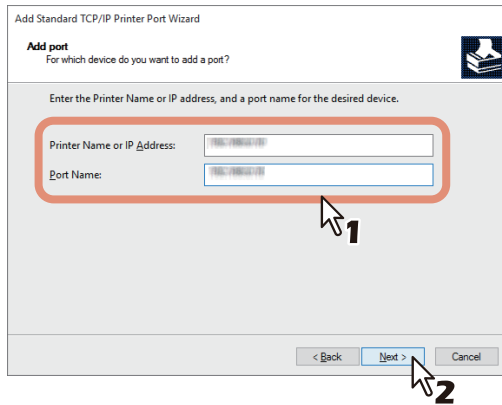 Add Standard TCP/IP Printer Port Wizard
Add port
For which device do you want to add a port?
Enter the Printer Name or IP address, and a port name for the desired device.
Printer Name or IP Address:
Port Name:
1
< Back Next > Cancel
2